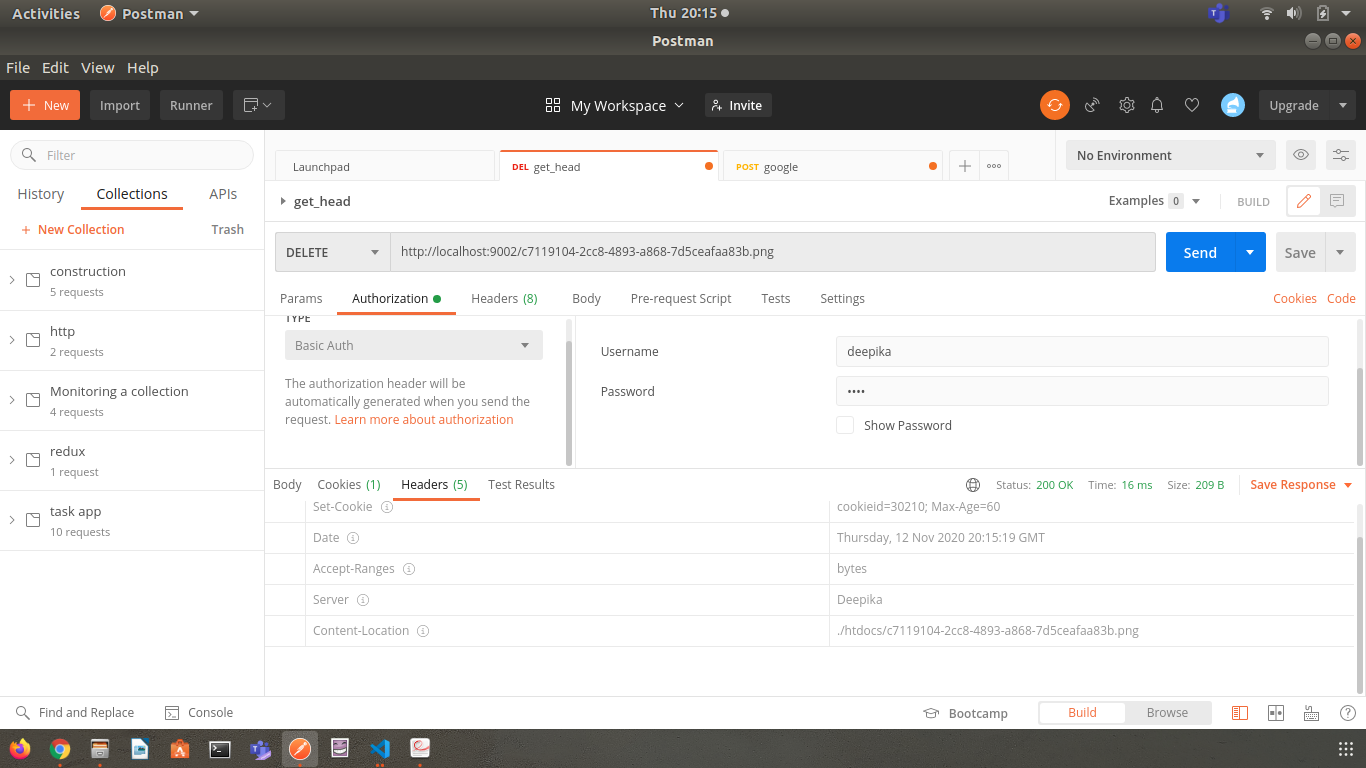 Activities Postman Thu 20:15
Postman
File Edit View Help
New Import Runner My Workspace Invite Upgrade
Filter
History Collections APIs
+ New Collection Trash
construction
5 requests
http
2 requests
Monitoring a collection
4 requests
redux
1 request
task app
10 requests
Launchpad DEL get_head POST google No Environment
get_head Examples 0 BUILD
DELETE http://localhost:9002/c7119104-2cc8-4893-a868-7d5ceafaa83b.png Send Save
Params Authorization Headers (8) Body Pre-request Script Tests Settings Cookies Code
TYPE
Basic Auth
The authorization header will be
automatically generated when you send the
request. Learn more about authorization
Username deepika
Password ••••
Show Password
Body Cookies (1) Headers (5) Test Results Status: 200 OK Time: 16 ms Size: 209 B Save Response
Set-Cookie cookieid=30210; Max-Age=60
Date Thursday, 12 Nov 2020 20:15:19 GMT
Accept-Ranges bytes
Server Deepika
Content-Location ./htdocs/c7119104-2cc8-4893-a868-7d5ceafaa83b.png
Find and Replace Console Bootcamp Build Browse